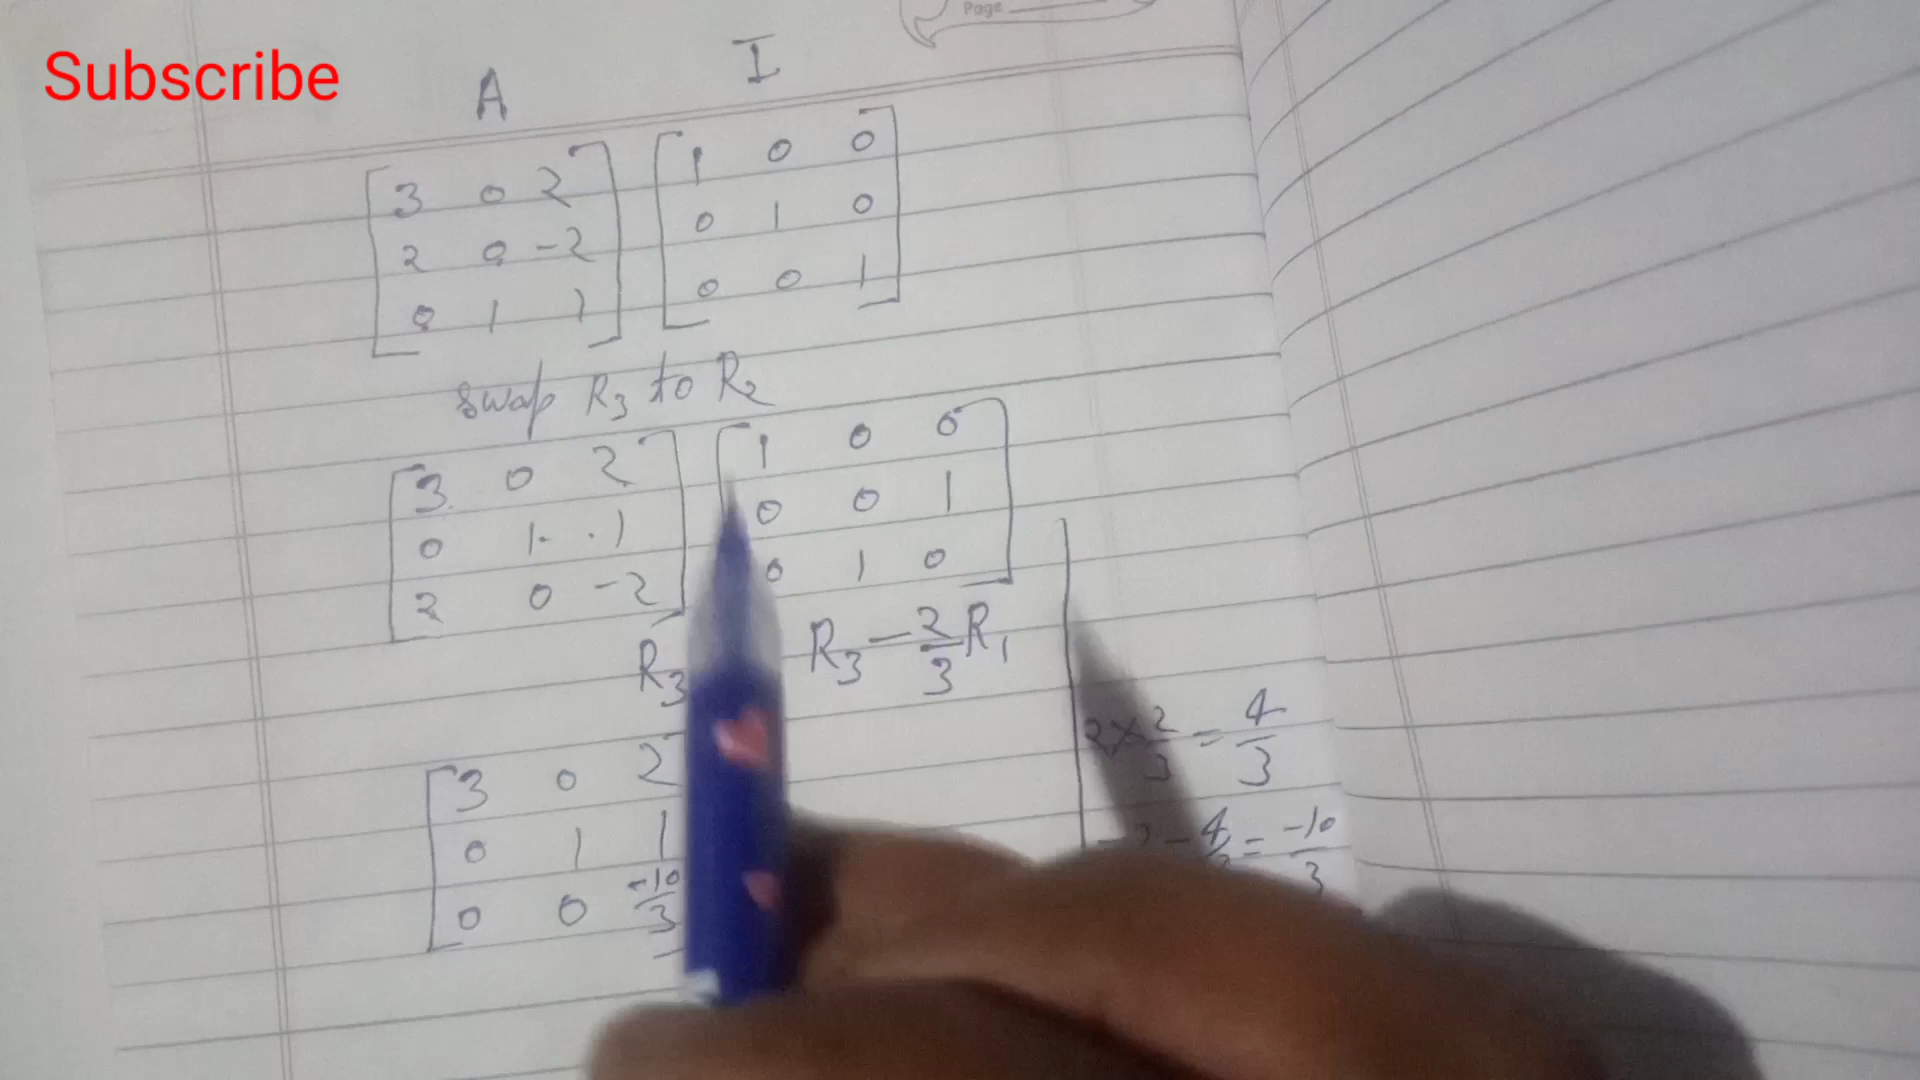 Page
Subscribe
A I
3 0 2 1 0 0
2 0 -2 0 1 0
0 1 1 0 0 1
swap R3 to R2
3 0 2 1 0 0
0 1 1 0 0 1
2 0 -2 0 1 0
R3 R3 - 2/3 R1
2 × 2/3 = 4/3
3 0 2
0 1 1
0 0 -10/3
= -10/3